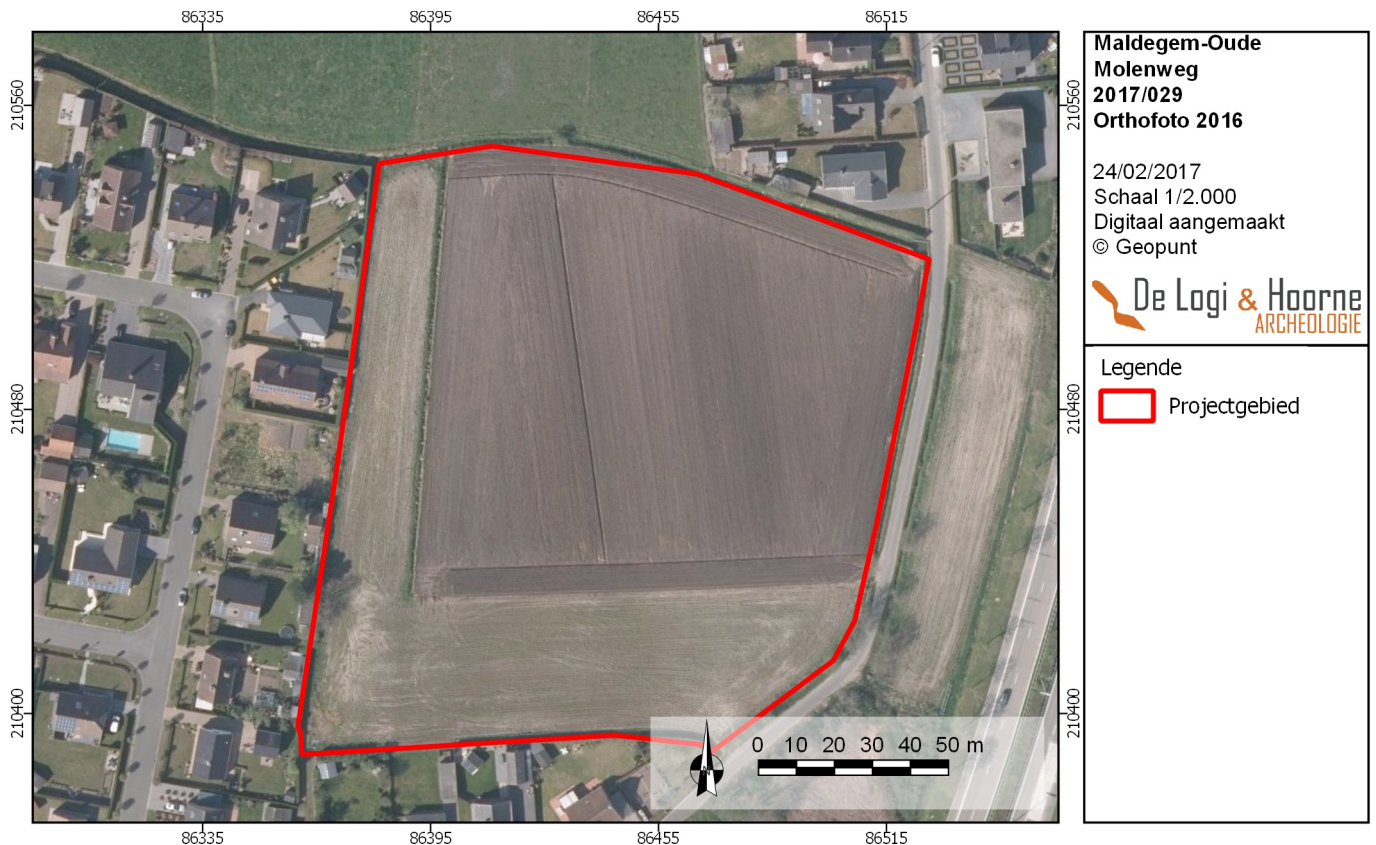 86335
86395
86455
86515
210560
210480
210400
210560
210480
210400
0 10 20 30 40 50 m
N
86335
86395
86455
86515
Maldegem-Oude
Molenweg
2017/029
Orthofoto 2016
24/02/2017
Schaal 1/2.000
Digitaal aangemaakt
© Geopunt
De Logi & Hoorne
ARCHEOLOGIE
Legende
Projectgebied